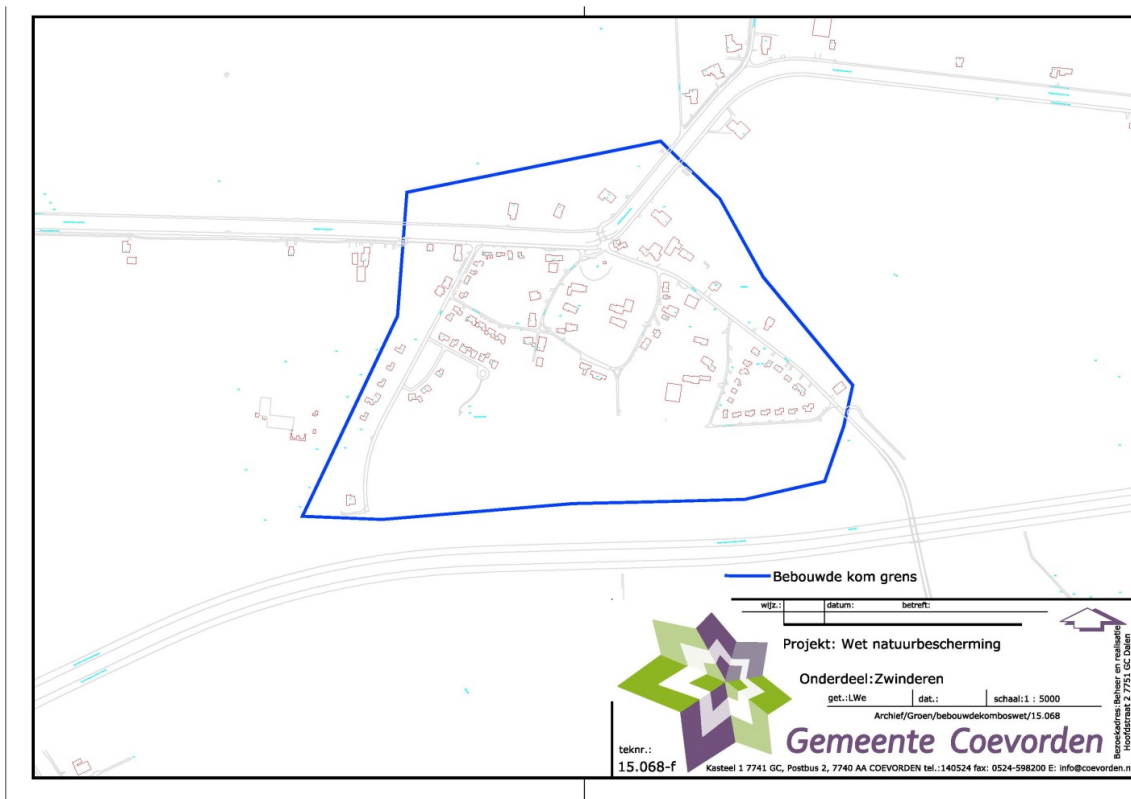 Bebouwde kom grens
wijz.: datum: betreft:
Projekt: Wet natuurbescherming
Onderdeel:Zwinderen
get.:LWe dat.: schaal:1 : 5000
Archief/Groen/bebouwdekomboswet/15.068
Gemeente Coevorden
teknr.:
15.068-f
Kasteel 1 7741 GC, Postbus 2, 7740 AA COEVORDEN tel.:140524 fax: 0524-598200 E: info@coevorden.n
Bezoekadres:Beheer en realisatie
Hoofdstraat 2 7751 GC Dalen